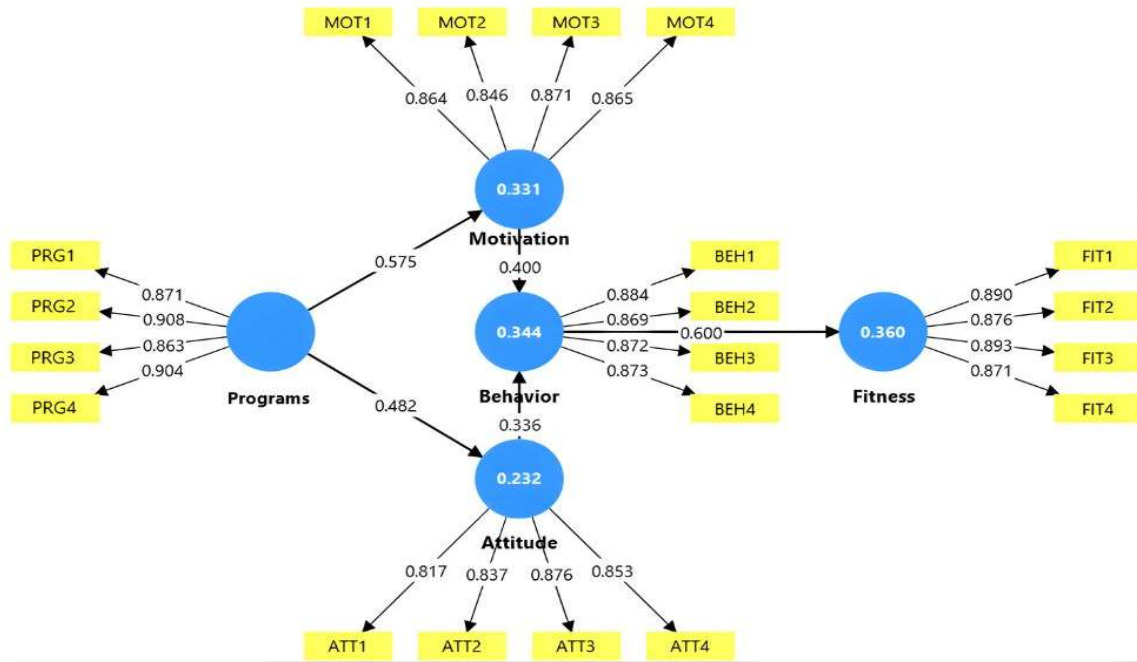 MOT1 MOT2 MOT3 MOT4
0.864 0.846 0.871 0.865
0.331
Motivation
PRG1
PRG2
PRG3
PRG4
0.871
0.908
0.863
0.904
Programs
0.575
0.482
0.400
0.344
Behavior
0.336
BEH1
BEH2
BEH3
BEH4
0.884
0.869
0.600
0.872
0.873
0.360
Fitness
0.890
0.876
0.893
0.871
FIT1
FIT2
FIT3
FIT4
0.232
Attitude
0.817 0.837 0.876 0.853
ATT1 ATT2 ATT3 ATT4